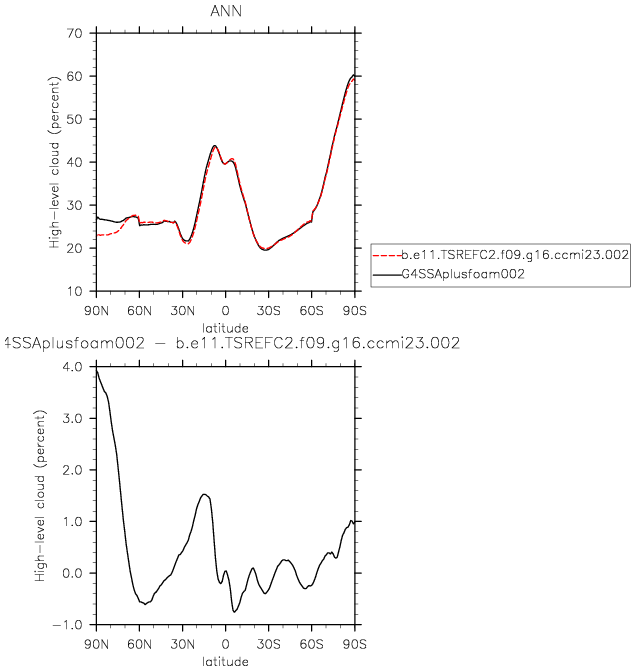 ANN
70
60
50
40
30
20
10
High-level cloud (percent)
90N 60N 30N 0 30S 60S 90S
latitude
b.e11.TSREFC2.f09.g16.ccmi23.002
G4SSAplusfoam002
4SSAplusfoam002 - b.e11.TSREFC2.f09.g16.ccmi23.002
4.0
3.0
2.0
1.0
0.0
-1.0
High-level cloud (percent)
90N 60N 30N 0 30S 60S 90S
latitude